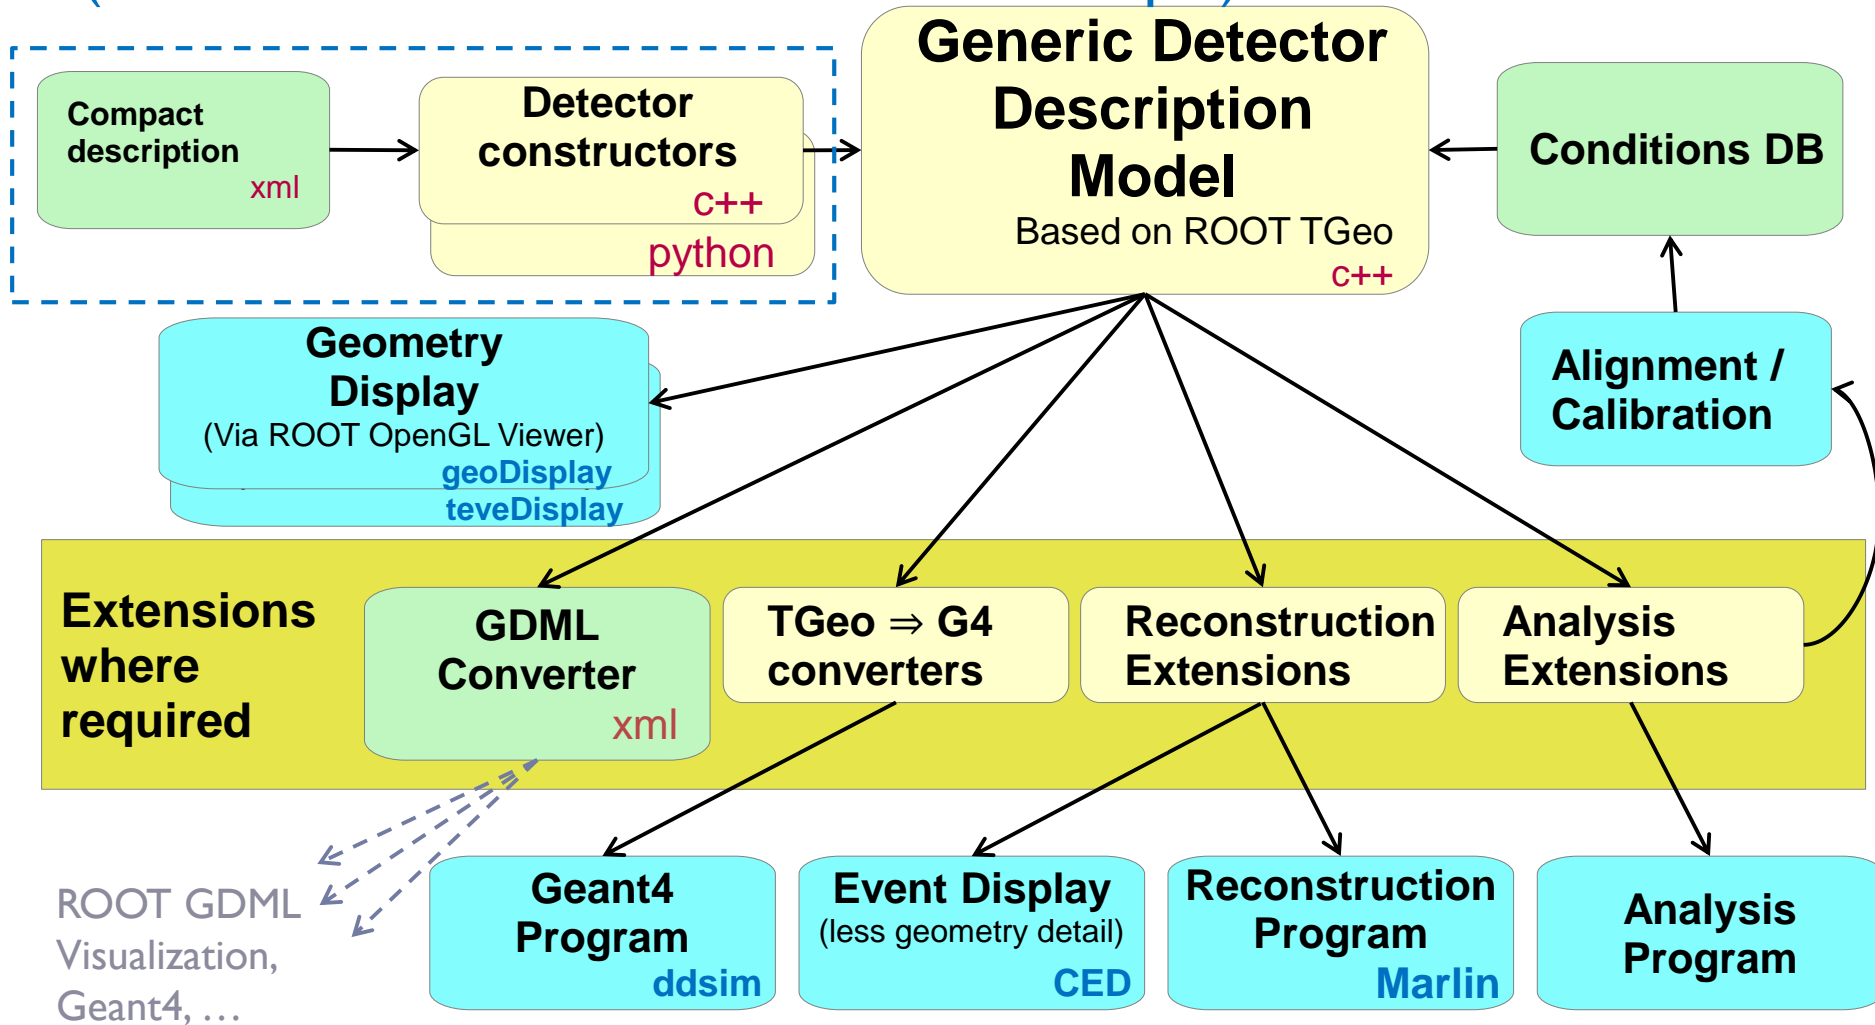 Compact
description
xml
Detector
constructors
c++
python
Generic Detector
Description
Model
Based on ROOT TGeo
c++
Conditions DB
Geometry
Display
(Via ROOT OpenGL Viewer)
geoDisplay
teveDisplay
Alignment /
Calibration
Extensions
where
required
GDML
Converter
xml
TGeo ⇒ G4
converters
Reconstruction
Extensions
Analysis
Extensions
ROOT GDML
Visualization,
Geant4, …
Geant4
Program
ddsim
Event Display
(less geometry detail)
CED
Reconstruction
Program
Marlin
Analysis
Program